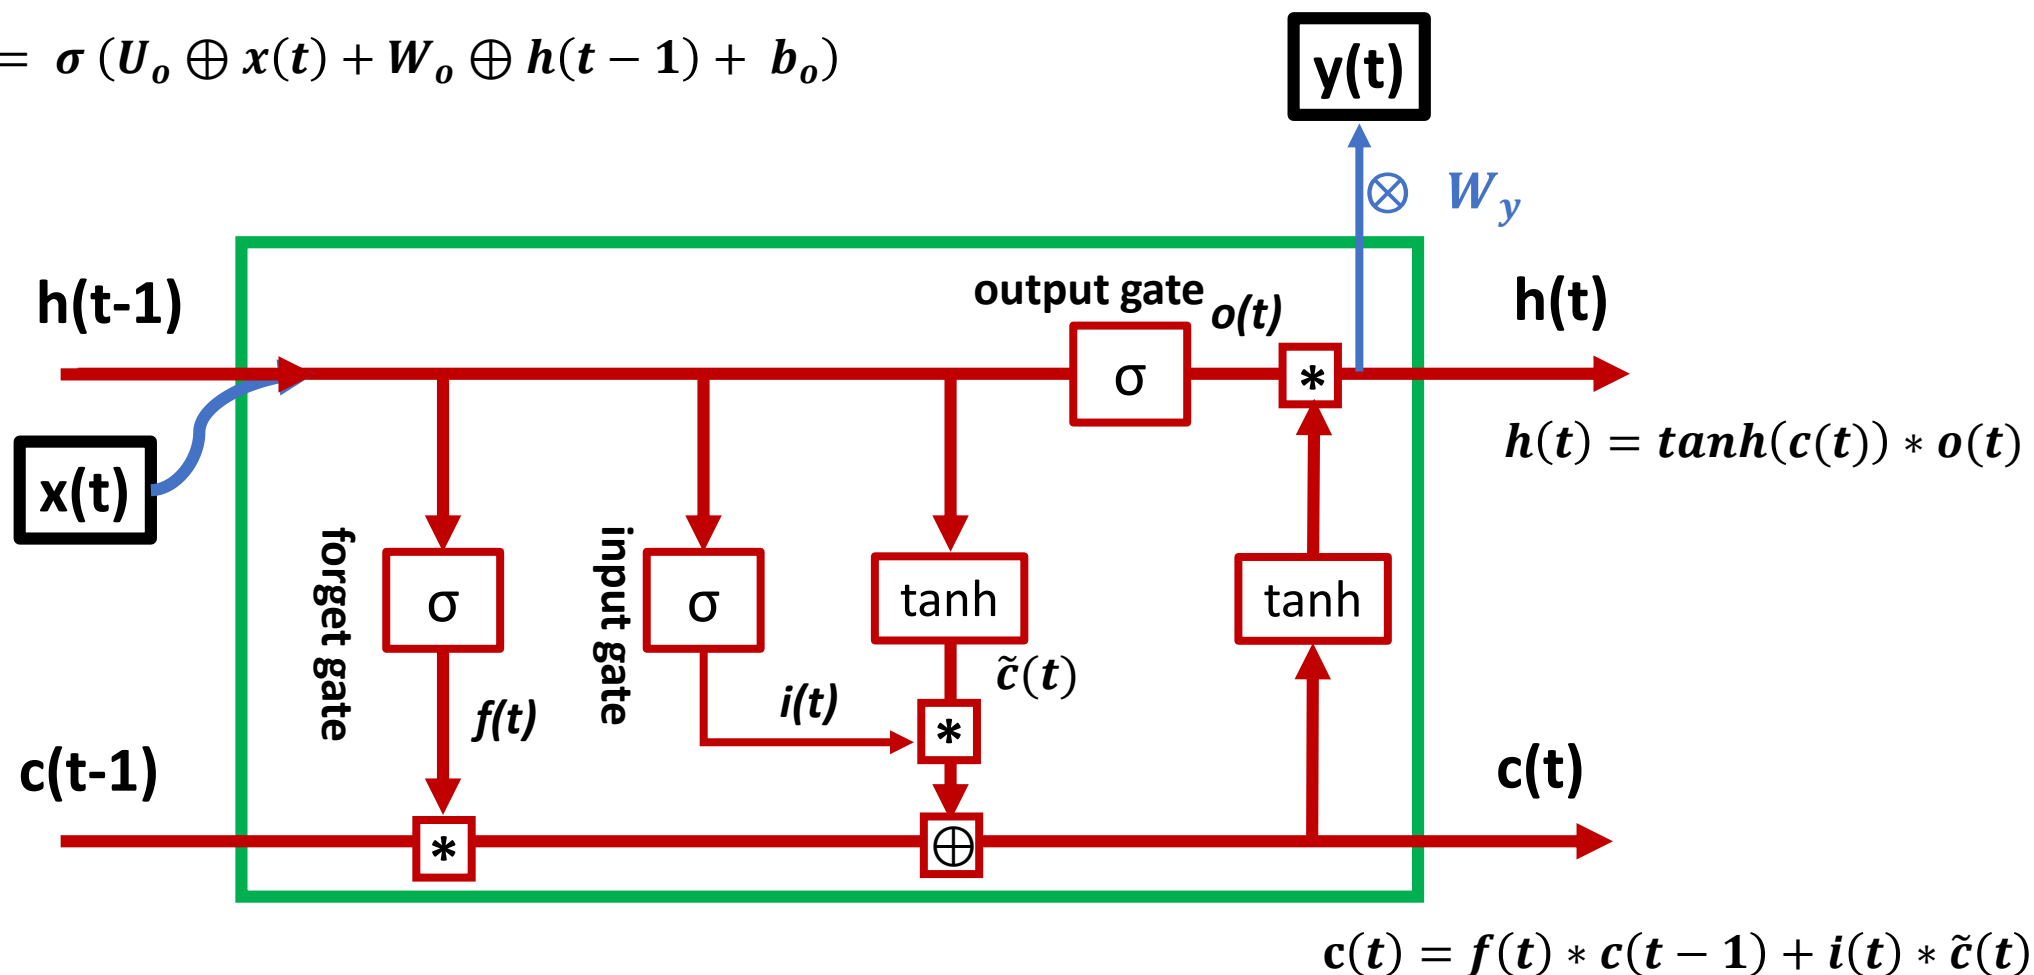 = σ (U_o ⊕ x(t) + W_o ⊕ h(t − 1) + b_o)
y(t)
⊗ W_y
h(t-1)
output gate o(t)
h(t)
σ
*
h(t) = tanh(c(t)) * o(t)
x(t)
forget gate
σ
input gate
σ
tanh
tanh
c̃(t)
f(t)
i(t)
*
c(t-1)
c(t)
*
⊕
c(t) = f(t) * c(t − 1) + i(t) * c̃(t)